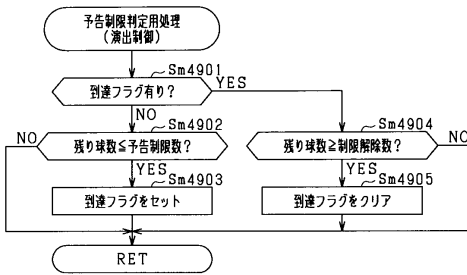 予告制限判定用処理
(演出制御)
Sm4901
到達フラグ有り?
YES
NO
Sm4902
Sm4904
NO
残り球数≦予告制限数?
残り球数≧制限解除数?
NO
YES
YES
Sm4903
Sm4905
到達フラグをセット
到達フラグをクリア
RET